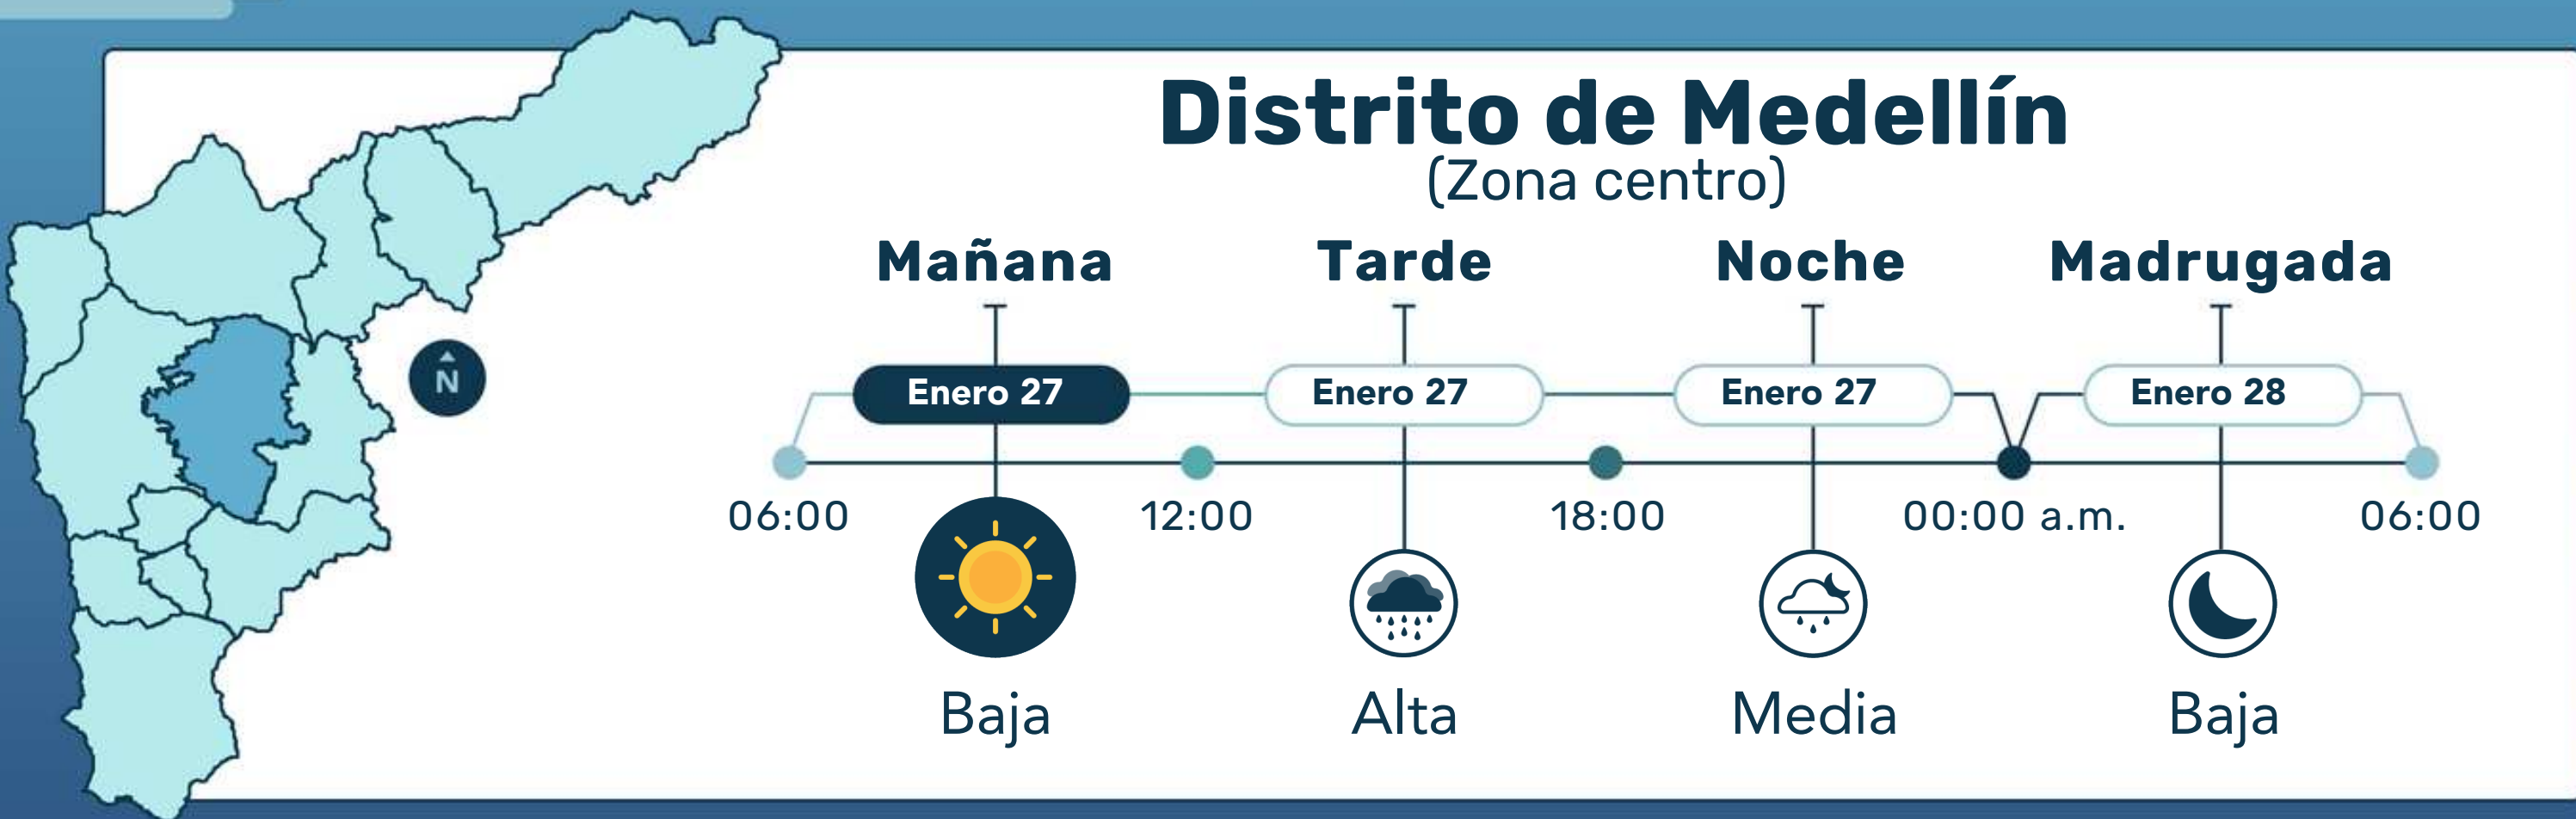 Distrito de Medellín
(Zona centro)
Mañana Tarde Noche Madrugada
Enero 27 Enero 27 Enero 27 Enero 28
N
06:00 12:00 18:00 00:00 a.m. 06:00
Baja Alta Media Baja